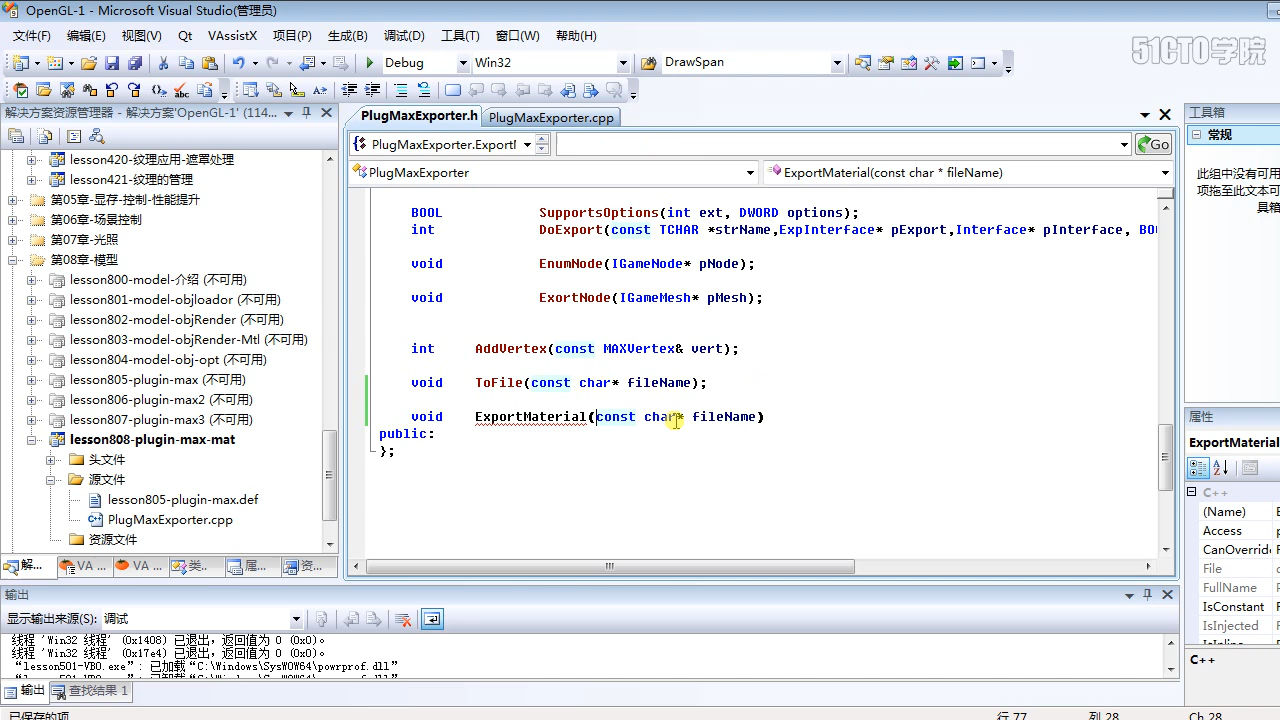 OpenGL-1 - Microsoft Visual Studio(管理员)
51CTO学院
文件(F) 编辑(E) 视图(V) Qt VAssistX 项目(P) 生成(B) 调试(D) 工具(T) 窗口(W) 帮助(H)
Debug Win32 DrawSpan
解决方案资源管理器 - 解决方案"OpenGL-1" (114...
lesson420-纹理应用-遮罩处理
lesson421-纹理的管理
第05章-显存-控制-性能提升
第06章-场景控制
第07章-光照
第08章-模型
lesson800-model-介绍 (不可用)
lesson801-model-objloador (不可用)
lesson802-model-objRender (不可用)
lesson803-model-objRender-Mtl (不可用)
lesson804-model-obj-opt (不可用)
lesson805-plugin-max (不可用)
lesson806-plugin-max2 (不可用)
lesson807-plugin-max3 (不可用)
lesson808-plugin-max-mat
头文件
源文件
lesson805-plugin-max.def
PlugMaxExporter.cpp
资源文件
解... VA ... VA ... 类... 属... 资...
PlugMaxExporter.h PlugMaxExporter.cpp
PlugMaxExporter.ExportM Go
PlugMaxExporter ExportMaterial(const char * fileName)
BOOL SupportsOptions(int ext, DWORD options);
int DoExport(const TCHAR *strName,ExpInterface* pExport,Interface* pInterface, BO
void EnumNode(IGameNode* pNode);
void ExortNode(IGameMesh* pMesh);
int AddVertex(const MAXVertex& vert);
void ToFile(const char* fileName);
void ExportMaterial(const char* fileName)
public:
};
工具箱
常规
此组中没有可用
项拖至此文本可
具箱
属性
ExportMaterial
C++
(Name)
Access
CanOverrid
File
FullName
IsConstant
IsInjected
IsInline
C++
输出
显示输出来源(S): 调试
线程 'Win32 线程' (0x1408) 已退出，返回值为 0 (0x0)。
线程 'Win32 线程' (0x17e4) 已退出，返回值为 0 (0x0)。
“lesson501-VBO.exe”: 已加载“C:\Windows\SysWOW64\powrprof.dll”
输出 查找结果 1
已保存的项 行 77 列 28 Ch 28